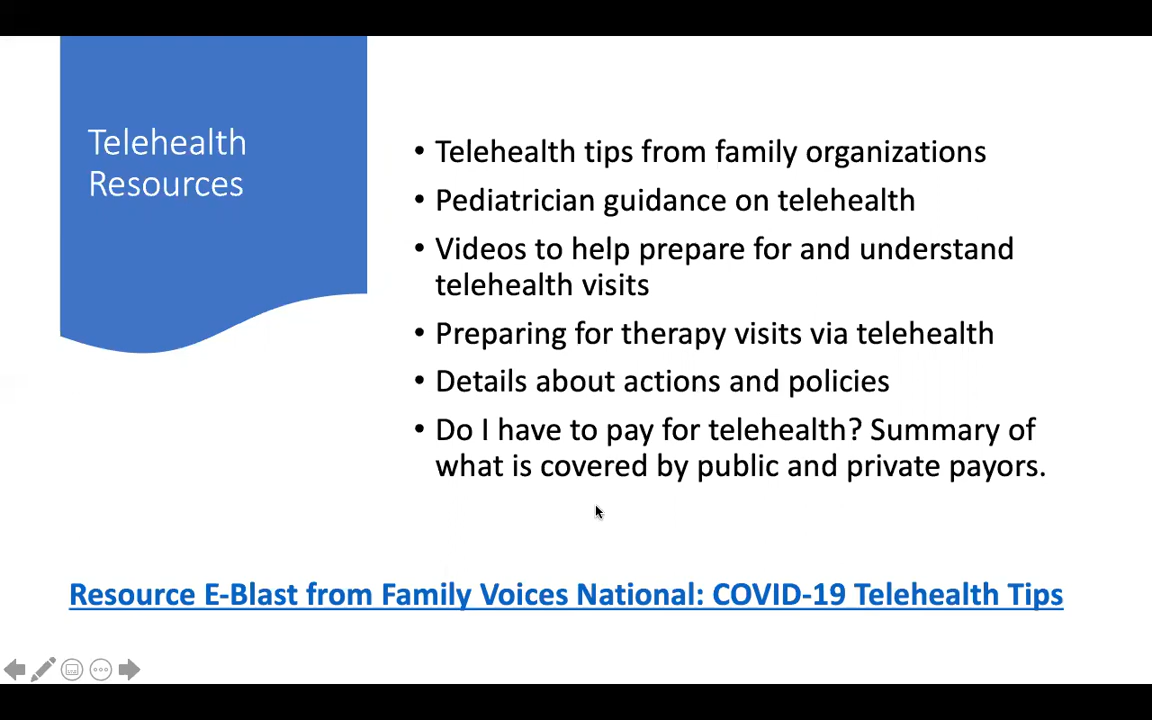 Telehealth
Resources
• Telehealth tips from family organizations
• Pediatrician guidance on telehealth
• Videos to help prepare for and understand
telehealth visits
• Preparing for therapy visits via telehealth
• Details about actions and policies
• Do I have to pay for telehealth? Summary of
what is covered by public and private payors.
Resource E-Blast from Family Voices National: COVID-19 Telehealth Tips